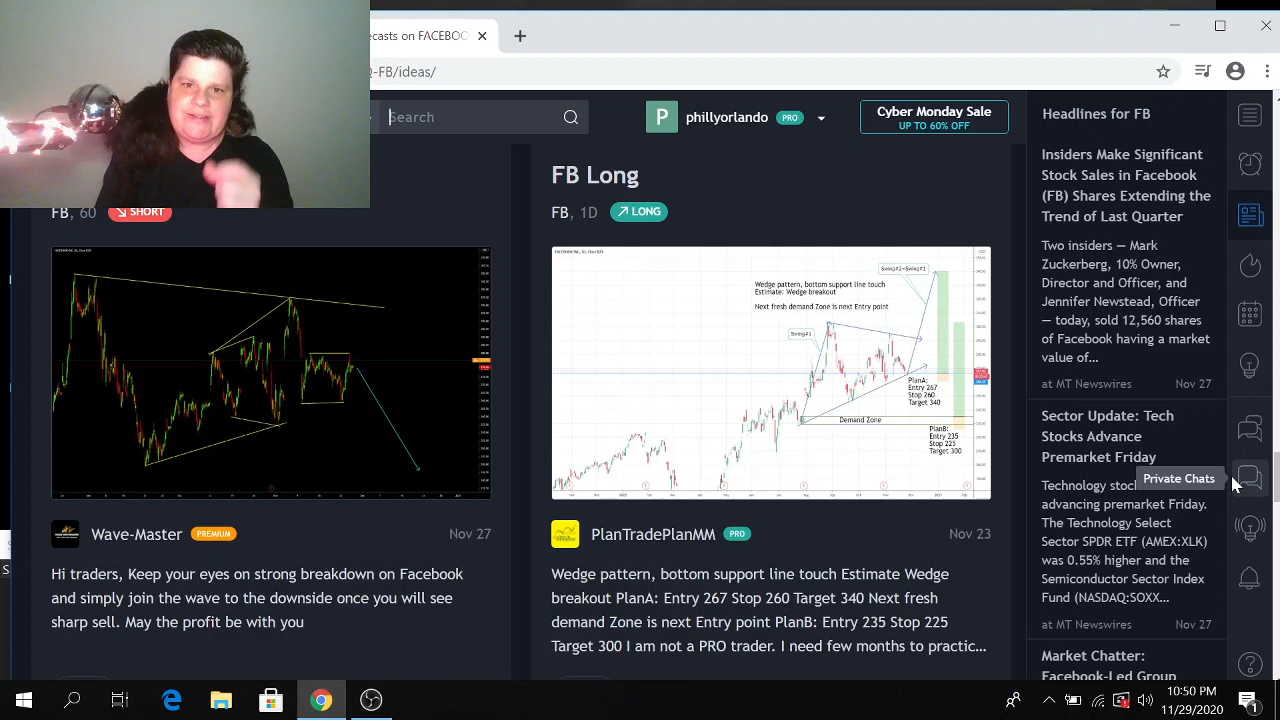 ecasts on FACEBOO
Q-FB/ideas/
Search
P
phillyorlando
PRO
Cyber Monday Sale
UP TO 60% OFF
FB, 60
SHORT
Wave-Master
PREMIUM
Nov 27
Hi traders, Keep your eyes on strong breakdown on Facebook
and simply join the wave to the downside once you will see
sharp sell. May the profit be with you
FB Long
FB, 1D
LONG
Swing#2=Swing#1
Wedge pattern, bottom support line touch
Estimate: Wedge breakout
Next fresh demand Zone is next Entry point
Swing#1
PlanA:
Entry 267
Stop 260
Target 340
Demand Zone
PlanB:
Entry 235
Stop 225
Target 300
PlanTradePlanMM
PRO
Nov 23
Wedge pattern, bottom support line touch Estimate Wedge
breakout PlanA: Entry 267 Stop 260 Target 340 Next fresh
demand Zone is next Entry point PlanB: Entry 235 Stop 225
Target 300 I am not a PRO trader. I need few months to practic...
Headlines for FB
Insiders Make Significant
Stock Sales in Facebook
(FB) Shares Extending the
Trend of Last Quarter
Two insiders — Mark
Zuckerberg, 10% Owner,
Director and Officer, and
Jennifer Newstead, Officer
— today, sold 12,560 shares
of Facebook having a market
value of...
at MT Newswires
Nov 27
Sector Update: Tech
Stocks Advance
Premarket Friday
Private Chats
Technology stoc
advancing premarket Friday.
The Technology Select
Sector SPDR ETF (AMEX:XLK)
was 0.55% higher and the
Semiconductor Sector Index
Fund (NASDAQ:SOXX...
at MT Newswires
Nov 27
Market Chatter:
Facebook-Led Group
S
10:50 PM
11/29/2020
1